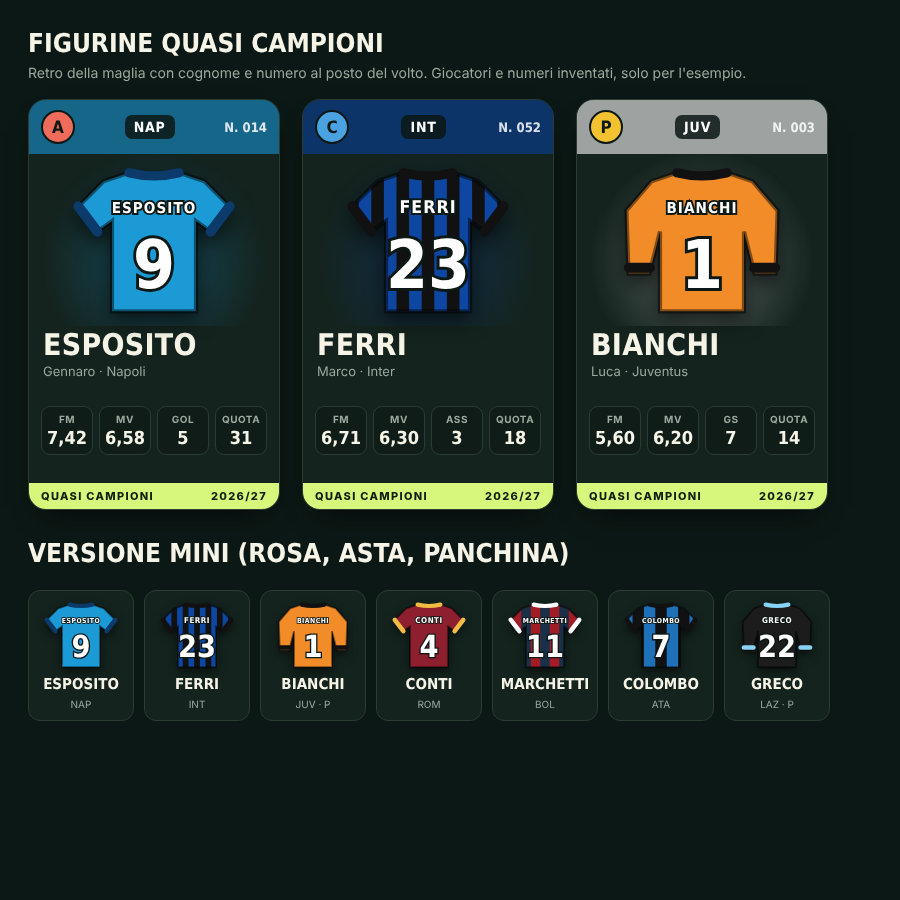 FIGURINE QUASI CAMPIONI
Retro della maglia con cognome e numero al posto del volto. Giocatori e numeri inventati, solo per l'esempio.
A NAP N. 014
ESPOSITO
9
ESPOSITO
Gennaro · Napoli
FM MV GOL QUOTA
7,42 6,58 5 31
QUASI CAMPIONI 2026/27
C INT N. 052
FERRI
23
FERRI
Marco · Inter
FM MV ASS QUOTA
6,71 6,30 3 18
QUASI CAMPIONI 2026/27
P JUV N. 003
BIANCHI
1
BIANCHI
Luca · Juventus
FM MV GS QUOTA
5,60 6,20 7 14
QUASI CAMPIONI 2026/27
VERSIONE MINI (ROSA, ASTA, PANCHINA)
ESPOSITO
9
ESPOSITO
NAP
FERRI
23
FERRI
INT
BIANCHI
1
BIANCHI
JUV · P
CONTI
4
CONTI
ROM
MARCHETTI
11
MARCHETTI
BOL
COLOMBO
7
COLOMBO
ATA
GRECO
22
GRECO
LAZ · P